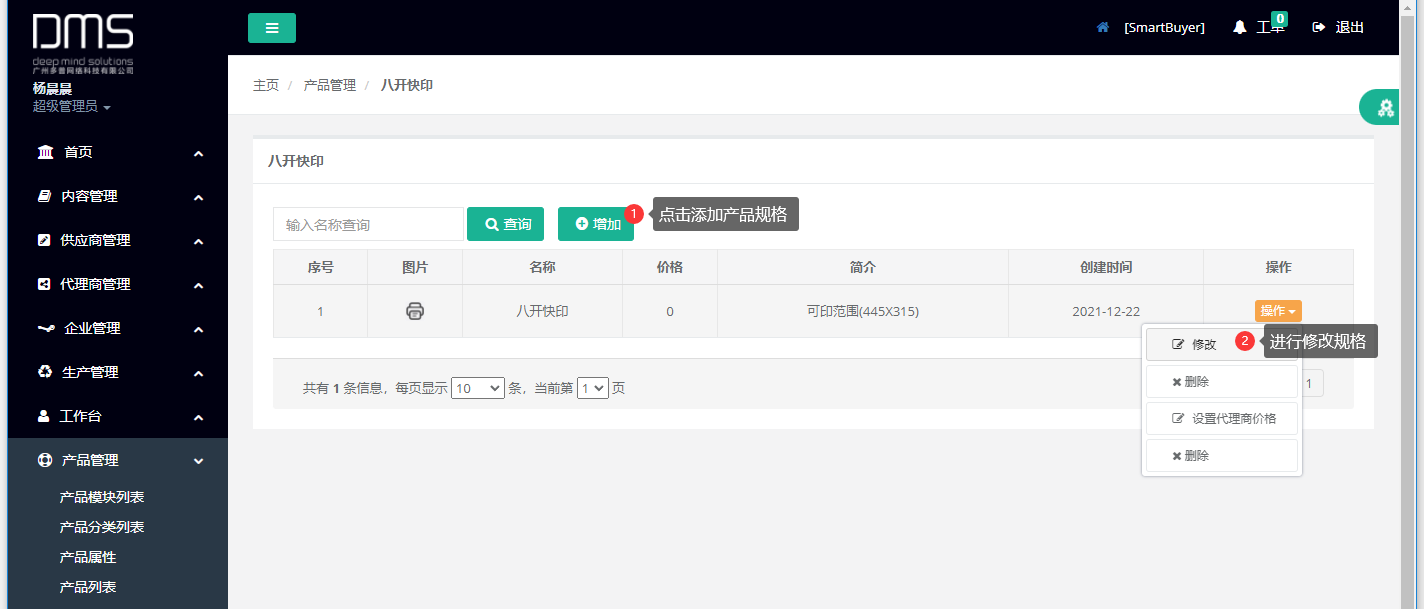 DMS
deep mind solutions
广州多普网络科技有限公司
杨晨晨
超级管理员
首页
内容管理
供应商管理
代理商管理
企业管理
生产管理
工作台
产品管理
产品模块列表
产品分类列表
产品属性
产品列表
[SmartBuyer]
工单
0
退出
主页 / 产品管理 / 八开快印
八开快印
输入名称查询
查询
增加
1
点击添加产品规格
序号 图片 名称 价格 简介 创建时间 操作
1 八开快印 0 可印范围(445X315) 2021-12-22 操作
修改
2
进行修改规格
删除
设置代理商价格
删除
共有 1 条信息，每页显示 10 条，当前第 1 页
1